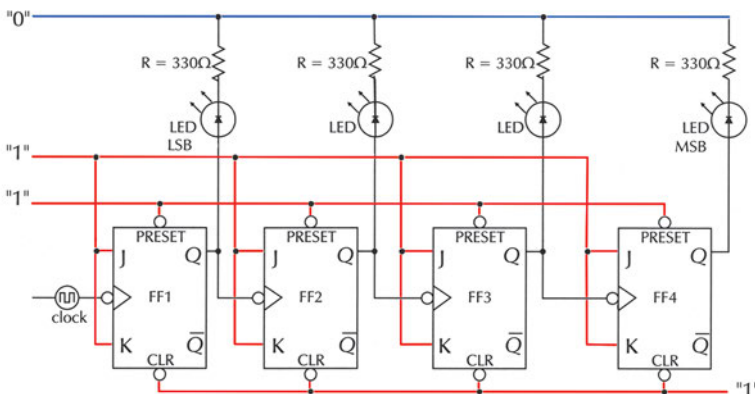 "0"
R = 330Ω R = 330Ω R = 330Ω R = 330Ω
LED LED LED LED
LSB MSB
"1"
"1"
PRESET PRESET PRESET PRESET
J Q J Q J Q J Q
FF1 FF2 FF3 FF4
clock
K Q̅ K Q̅ K Q̅ K Q̅
CLR CLR CLR CLR
"1"